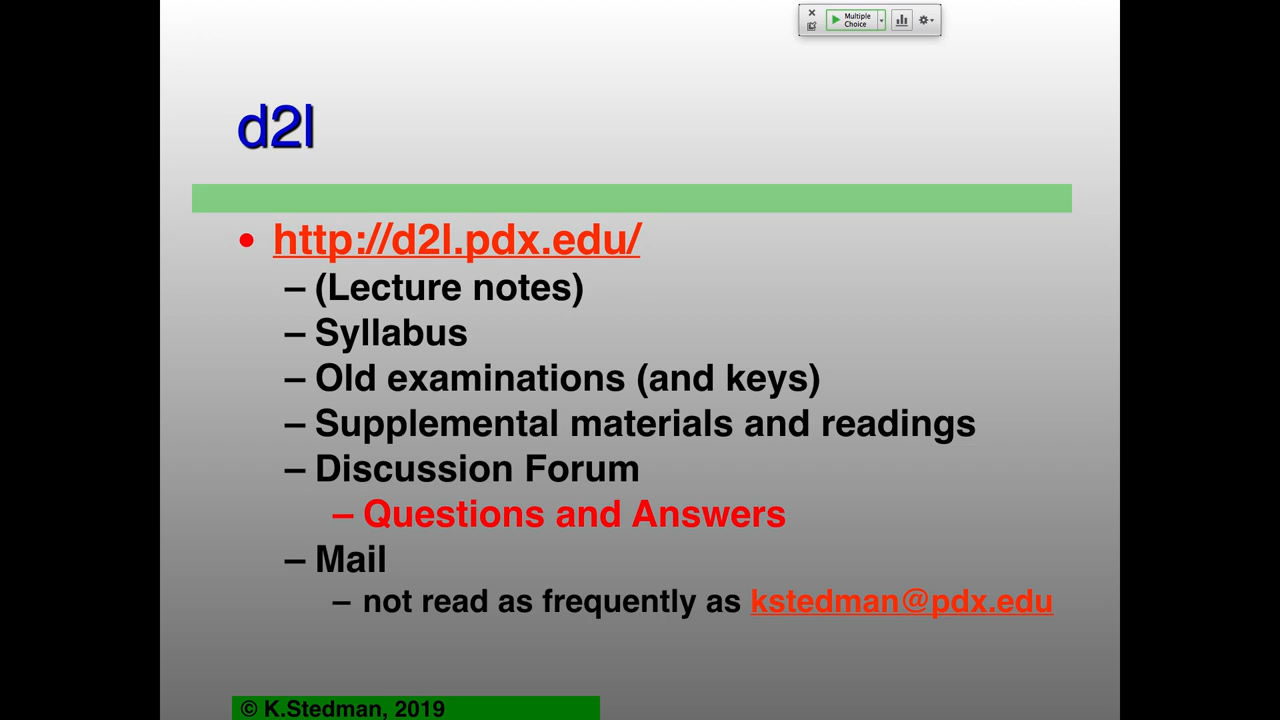 Multiple
Choice
d2l
• http://d2l.pdx.edu/
– (Lecture notes)
– Syllabus
– Old examinations (and keys)
– Supplemental materials and readings
– Discussion Forum
– Questions and Answers
– Mail
– not read as frequently as kstedman@pdx.edu
© K.Stedman, 2019